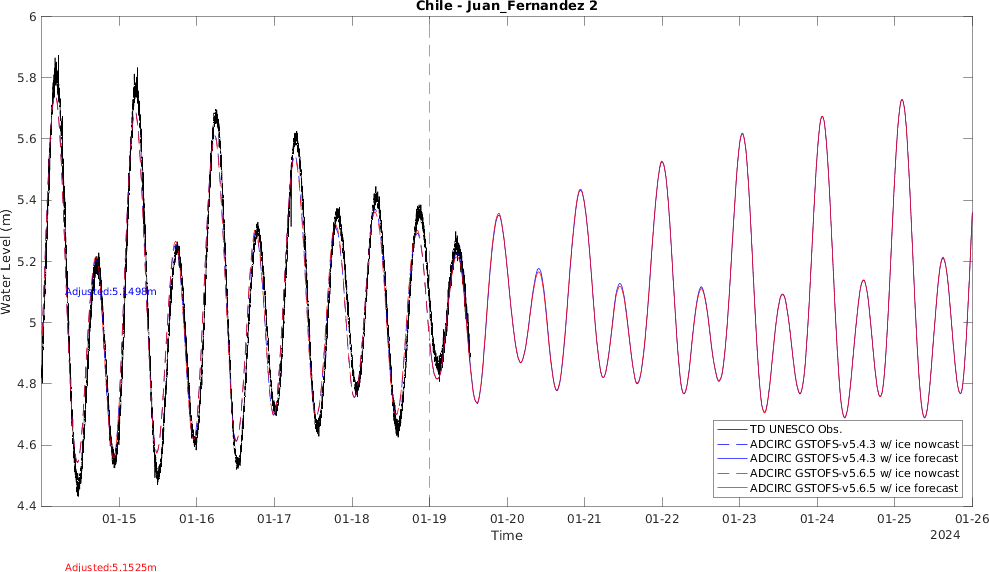 Chile - Juan_Fernandez 2
6
5.8
5.6
5.4
5.2
5
4.8
4.6
4.4
Water Level (m)
Adjusted:5.1498m
TD UNESCO Obs.
ADCIRC GSTOFS-v5.4.3 w/ ice nowcast
ADCIRC GSTOFS-v5.4.3 w/ ice forecast
ADCIRC GSTOFS-v5.6.5 w/ ice nowcast
ADCIRC GSTOFS-v5.6.5 w/ ice forecast
01-15 01-16 01-17 01-18 01-19 01-20 01-21 01-22 01-23 01-24 01-25 01-26
Time
2024
Adjusted:5.1525m